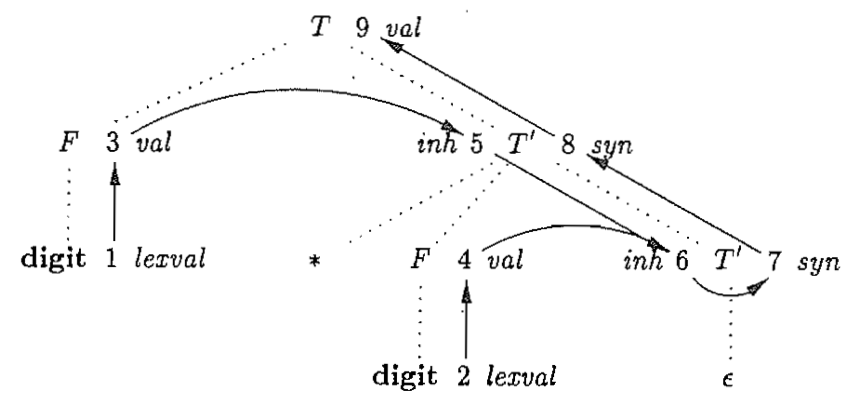 T 9 val
F 3 val inh 5 T′ 8 syn
digit 1 lexval * F 4 val inh 6 T′ 7 syn
digit 2 lexval ϵ